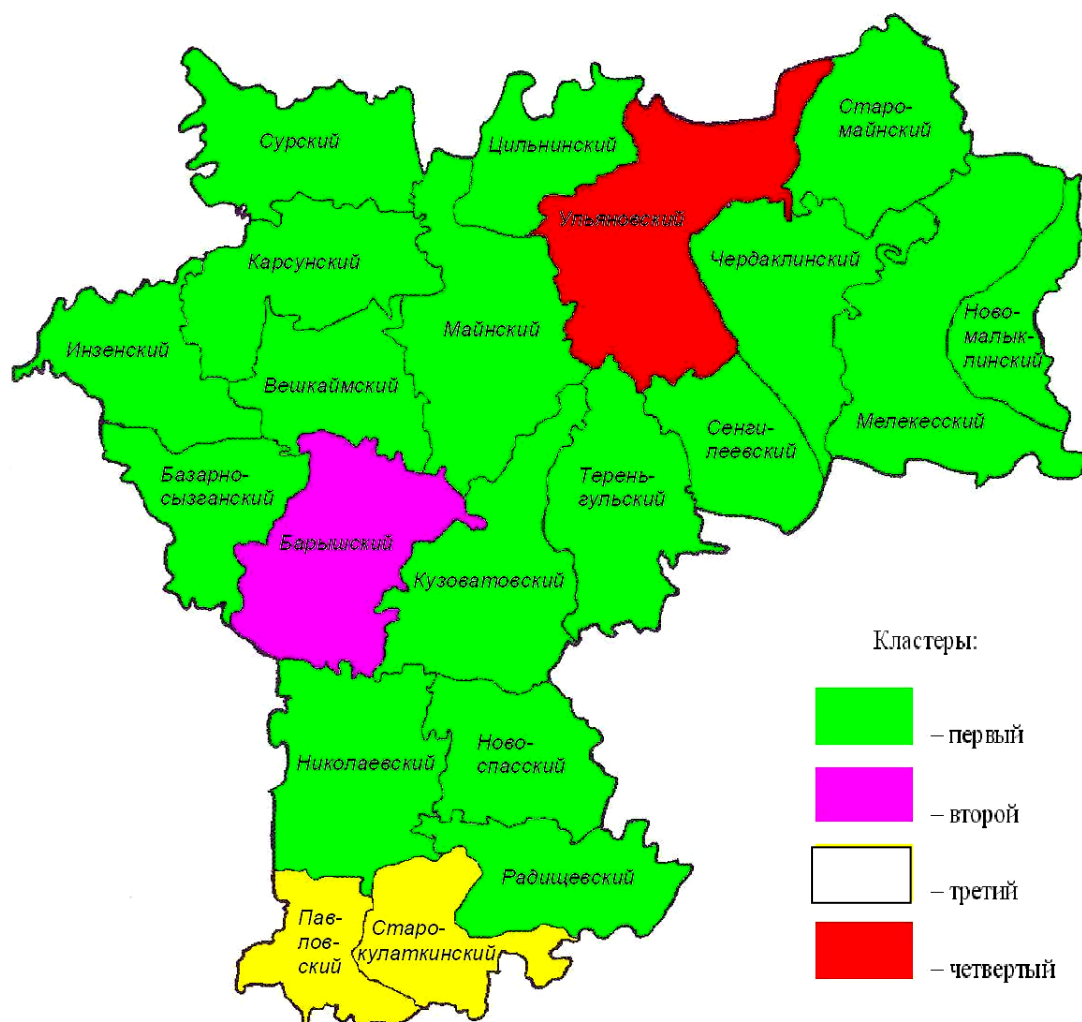 Сурский
Цильнинский
Старо-
майнский
Ульяновский
Карсунский
Чердаклинский
Инзенский
Майнский
Ново-
малык-
линский
Вешкаймский
Мелекесский
Сенги-
леевский
Базарно-
сызганский
Терень-
гульский
Барышский
Кузоватовский
Кластеры:
– первый
– второй
– третий
– четвертый
Николаевский
Ново-
спасский
Радищевский
Пав-
лов-
ский
Старо-
кулаткинский